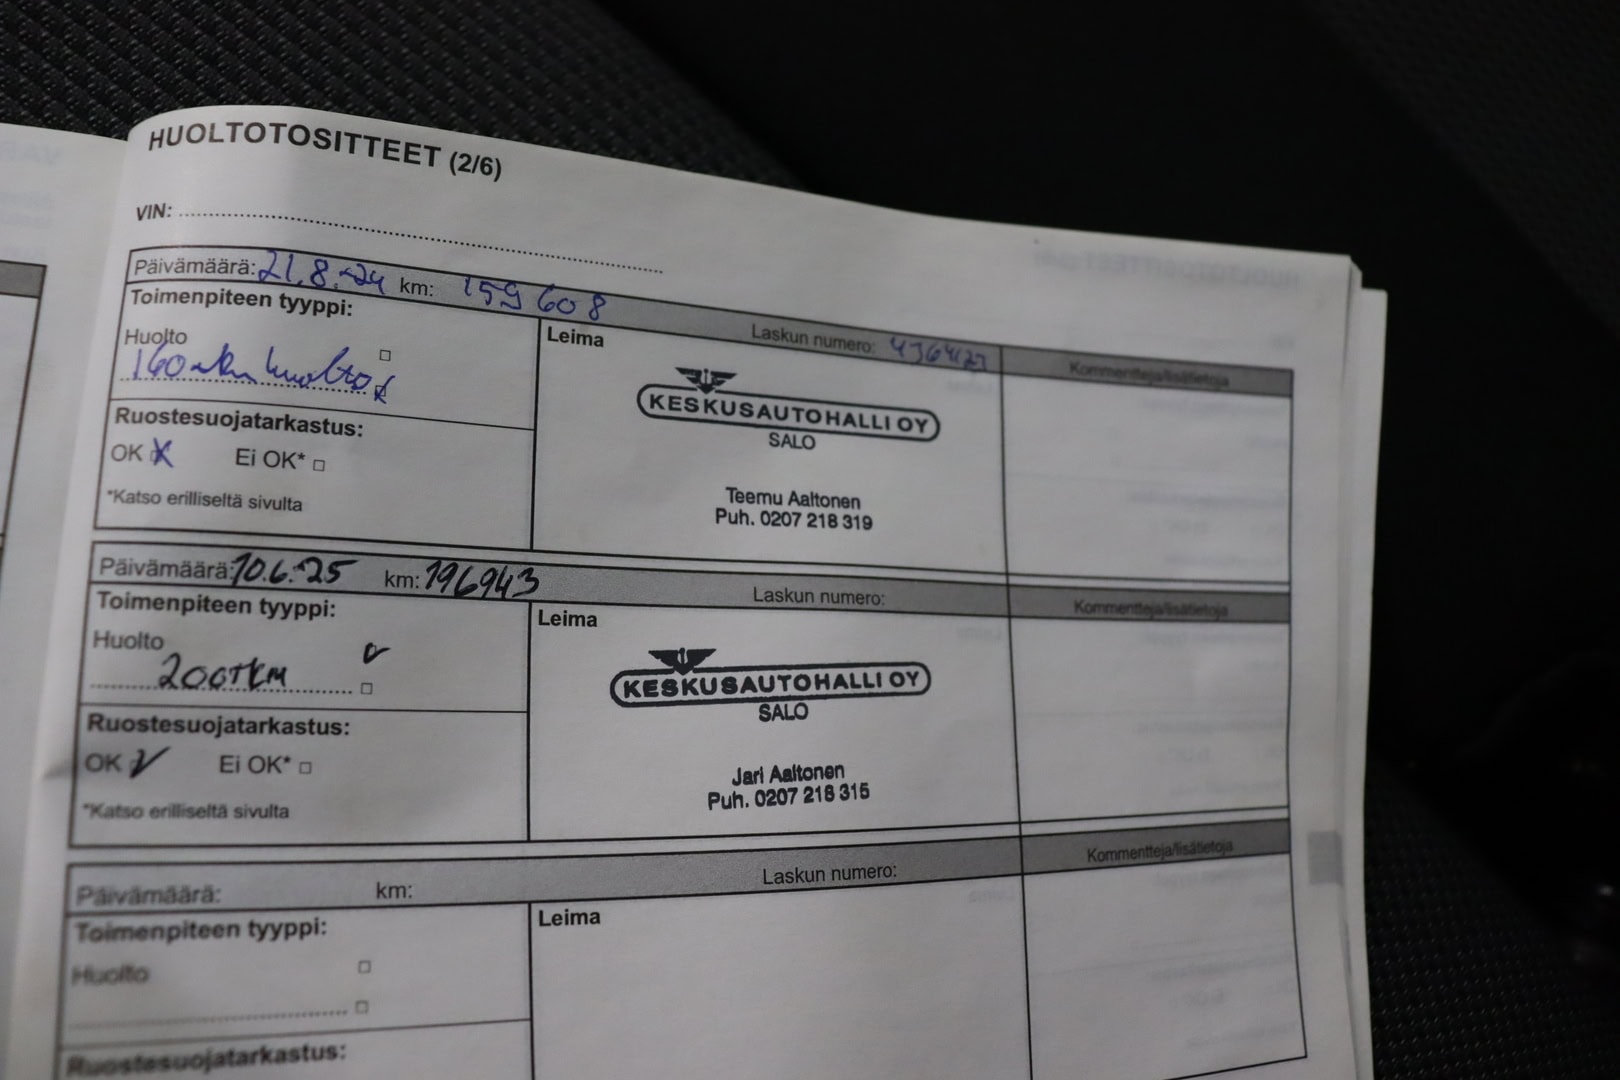 HUOLTOTOSITTEET (2/6)
VIN:
Päivämäärä: 21.8.-24 km: 159 608 Laskun numero:
Kommentteja/lisätietoja
Toimenpiteen tyyppi:
Leima
Huolto
huolto
KESKUSAUTOHALLI OY
SALO
Ruostesuojatarkastus:
OK X Ei OK*
*Katso erilliseltä sivulta
Teemu Aaltonen
Puh. 0207 218 319
Päivämäärä: 10.6.-25 km: 196943 Laskun numero:
Kommentteja/lisätietoja
Toimenpiteen tyyppi:
Leima
Huolto
200TKM
KESKUSAUTOHALLI OY
SALO
Ruostesuojatarkastus:
OK Ei OK*
*Katso erilliseltä sivulta
Jari Aaltonen
Puh. 0207 218 315
Päivämäärä: km: Laskun numero:
Kommentteja/lisätietoja
Toimenpiteen tyyppi:
Leima
Huolto
Ruostesuojatarkastus: